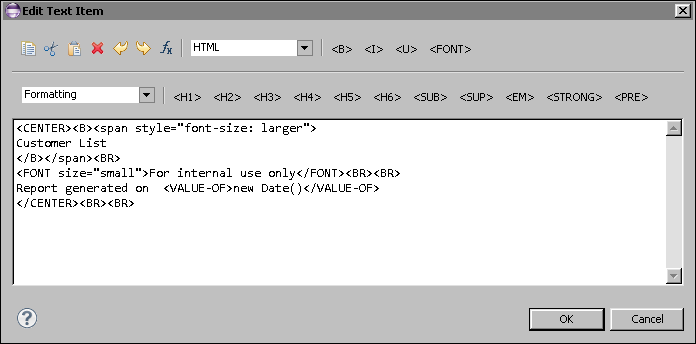 Edit Text Item
fx HTML <B> <I> <U> <FONT>
Formatting <H1> <H2> <H3> <H4> <H5> <H6> <SUB> <SUP> <EM> <STRONG> <PRE>
<CENTER><B><span style="font-size: larger">
Customer List
</B></span><BR>
<FONT size="small">For internal use only</FONT><BR><BR>
Report generated on  <VALUE-OF>new Date()</VALUE-OF>
</CENTER><BR><BR>
? OK Cancel